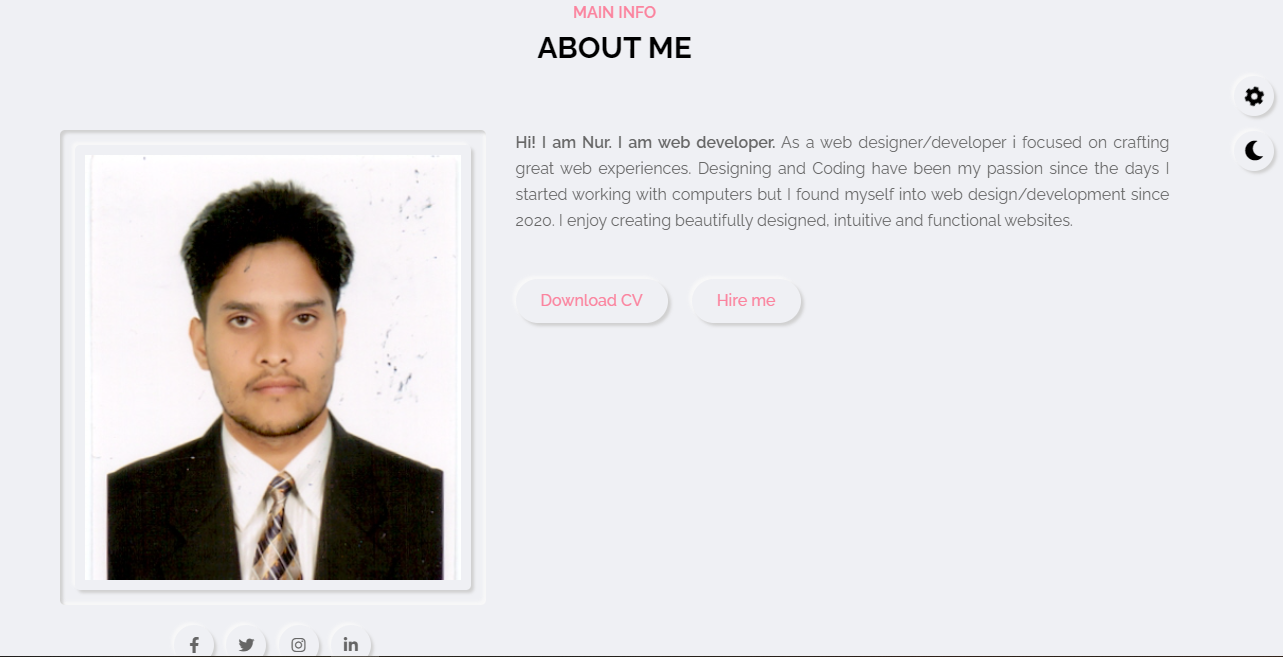 MAIN INFO
ABOUT ME
Hi! I am Nur. I am web developer. As a web designer/developer i focused on crafting
great web experiences. Designing and Coding have been my passion since the days I
started working with computers but I found myself into web design/development since
2020. I enjoy creating beautifully designed, intuitive and functional websites.
Download CV
Hire me